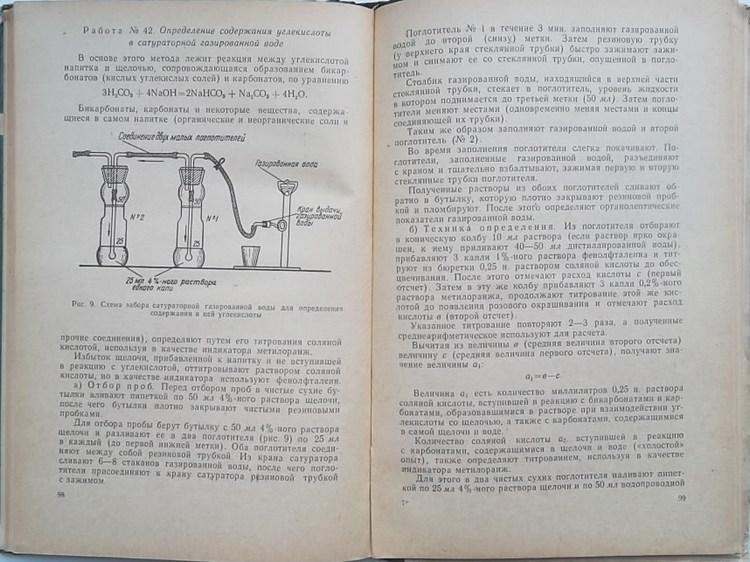 Работа № 42. Определение содержания углекислоты
в сатураторной газированной воде
В основе этого метода лежит реакция между углекислотой
напитка и щелочью, сопровождающаяся образованием бикар-
бонатов (кислых углекислых солей) и карбонатов, по уравнению
3H₂CO₃ + 4NaOH = 2NaHCO₃ + Na₂CO₃ + 4H₂O.
Бикарбонаты, карбонаты и некоторые вещества, содержа-
щиеся в самом напитке (органические и неорганические соли и
Соединение двух малых поглотителей
Газированная вода
Кран выдачи
газированной
воды
50
50
№2
№1
25
25
25 мл 4%-ного раствора
едкого кали
Рис. 9. Схема забора сатураторной газированной воды для определения
содержания в ней углекислоты
прочие соединения), определяют путем его титрования соляной
кислотой, используя в качестве индикатора метилоранж.
Избыток щелочи, прибавленной к напитку и не вступившей
в реакцию с углекислотой, оттитровывают раствором соляной
кислоты, но в качестве индикатора используют фенолфталеин.
а) Отбор проб. Перед отбором проб в чистые сухие бу-
тылки вливают пипеткой по 50 мл 4%-ного раствора щелочи,
после чего бутылки плотно закрывают чистыми резиновыми
пробками.
Для отбора пробы берут бутылку с 50 мл 4%-ного раствора
щелочи и разливают ее в два поглотителя (рис. 9) по 25 мл
в каждый (до первой нижней метки). Оба поглотителя соеди-
няют между собой резиновой трубкой. Из крана сатуратора
сливают 6—8 стаканов газированной воды, после чего погло-
тители присоединяют к крану сатуратора резиновой трубкой
с зажимом.
98
Поглотитель № 1 в течение 3 мин. заполняют газированной
водой до второй (снизу) метки. Затем резиновую трубку
(у верхнего края стеклянной трубки) быстро зажимают зажи-
мом и снимают ее со стеклянной трубки, опущенной в погло-
титель.
Столбик газированной воды, находящийся в верхней части
стеклянной трубки, стекает в поглотитель, уровень жидкости
в котором поднимается до третьей метки (50 мл). Затем погло-
тители меняют местами (одновременно меняя местами и концы
соединяющей их трубки).
Таким же образом заполняют газированной водой и второй
поглотитель (№ 2).
Во время заполнения поглотители слегка покачивают. По-
глотители, заполненные газированной водой, разъединяют
с краном и тщательно взбалтывают, зажимая первую и вторую
стеклянные трубки поглотителя.
Полученные растворы из обоих поглотителей сливают об-
ратно в бутылку, которую плотно закрывают резиновой проб-
кой и пломбируют. После этого определяют органолептические
показатели газированной воды.
б) Техника определения. Из поглотителя отбирают
в коническую колбу 10 мл раствора (если раствор ярко окра-
шен, к нему приливают 40—50 мл дистиллированной воды),
прибавляют 3 капли 1%-ного раствора фенолфталеина и тит-
руют из бюретки 0,25 н. раствором соляной кислоты до обес-
цвечивания. После этого отмечают расход кислоты с (первый
отсчет). Затем в эту же колбу прибавляют 3 капли 0,2%-ного
раствора метилоранжа, продолжают титрование этой же кис-
лотой до появления розового окрашивания и отмечают расход
кислоты в (второй отсчет).
Указанное титрование повторяют 2—3 раза, а полученные
среднеарифметические используют для расчета.
Вычитая из величины в (средняя величина второго отсчета)
величину с (средняя величина первого отсчета), получают зна-
чение величины a₁:
a₁=в—с.
Величина a₁ есть количество миллилитров 0,25 н. раствора
соляной кислоты, вступившей в реакцию с бикарбонатами и кар-
бонатами, образовавшимися в растворе при взаимодействии уг-
лекислоты со щелочью, а также с карбонатами, содержащимися
в самой щелочи и воде.
Количество соляной кислоты a₂, вступившей в реакцию
с карбонатами, содержащимися в щелочи и воде («холостой»
опыт), также определяют титрованием, используя в качестве
индикатора метилоранж.
Для этого в два чистых сухих поглотителя наливают пипет-
кой по 25 мл 4%-ного раствора щелочи и по 50 мл водопроводной
7*
99